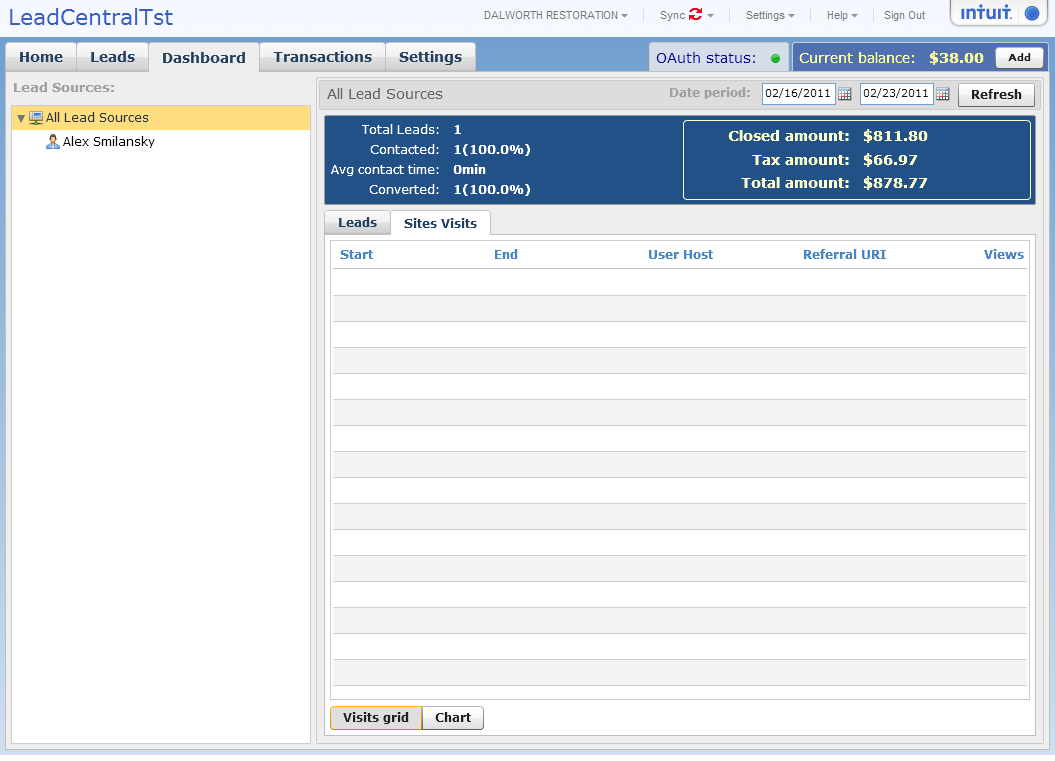 LeadCentralTst
DALWORTH RESTORATION Sync Settings Help Sign Out intuit.
Home Leads Dashboard Transactions Settings OAuth status: Current balance: $38.00 Add
Lead Sources:
All Lead Sources
Alex Smilansky
All Lead Sources Date period: 02/16/2011 02/23/2011 Refresh
Total Leads: 1
Contacted: 1(100.0%)
Avg contact time: 0min
Converted: 1(100.0%)
Closed amount: $811.80
Tax amount: $66.97
Total amount: $878.77
Leads Sites Visits
Start End User Host Referral URI Views
Visits grid Chart